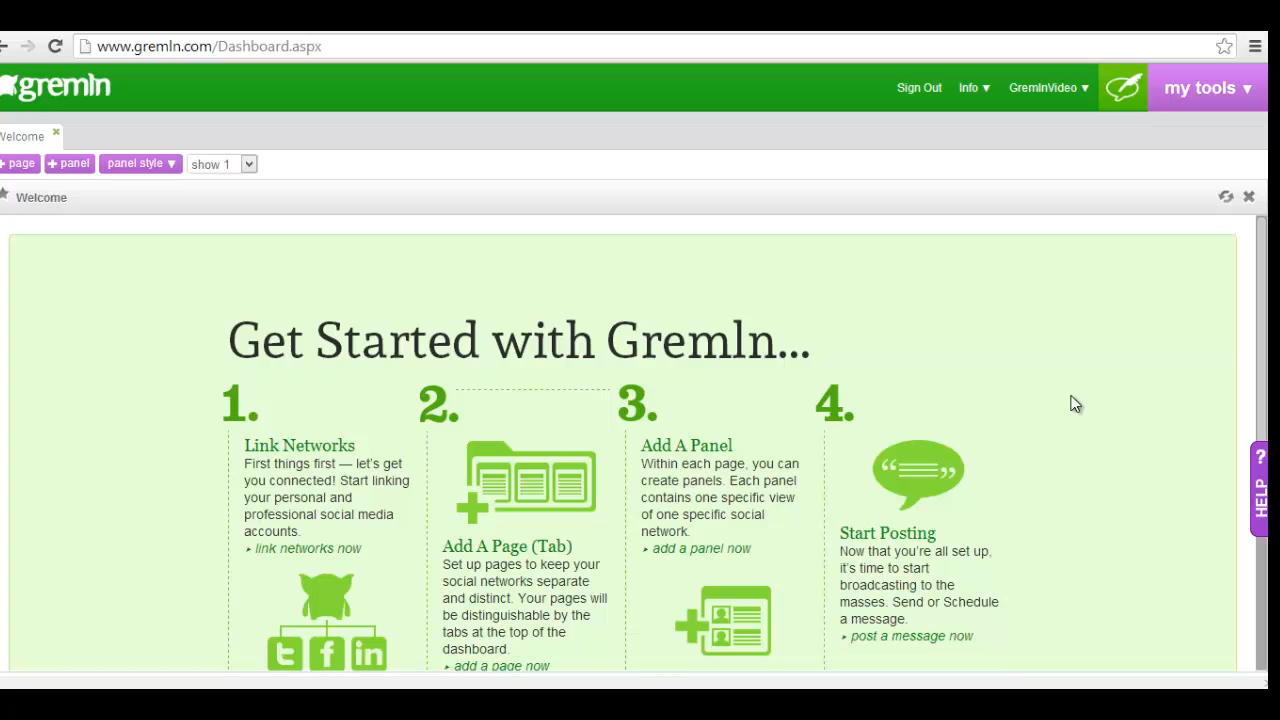 www.gremln.com/Dashboard.aspx
gremln
Sign Out Info ▼ GremlnVideo ▼ my tools ▼
Welcome
+ page + panel panel style ▼ show 1
Welcome
Get Started with Gremln...
1.
Link Networks
First things first — let's get
you connected! Start linking
your personal and
professional social media
accounts.
▸ link networks now
2.
Add A Page (Tab)
Set up pages to keep your
social networks separate
and distinct. Your pages will
be distinguishable by the
tabs at the top of the
dashboard.
▸ add a page now
3.
Add A Panel
Within each page, you can
create panels. Each panel
contains one specific view
of one specific social
network.
▸ add a panel now
4.
Start Posting
Now that you're all set up,
it's time to start
broadcasting to the
masses. Send or Schedule
a message.
▸ post a message now
HELP ?